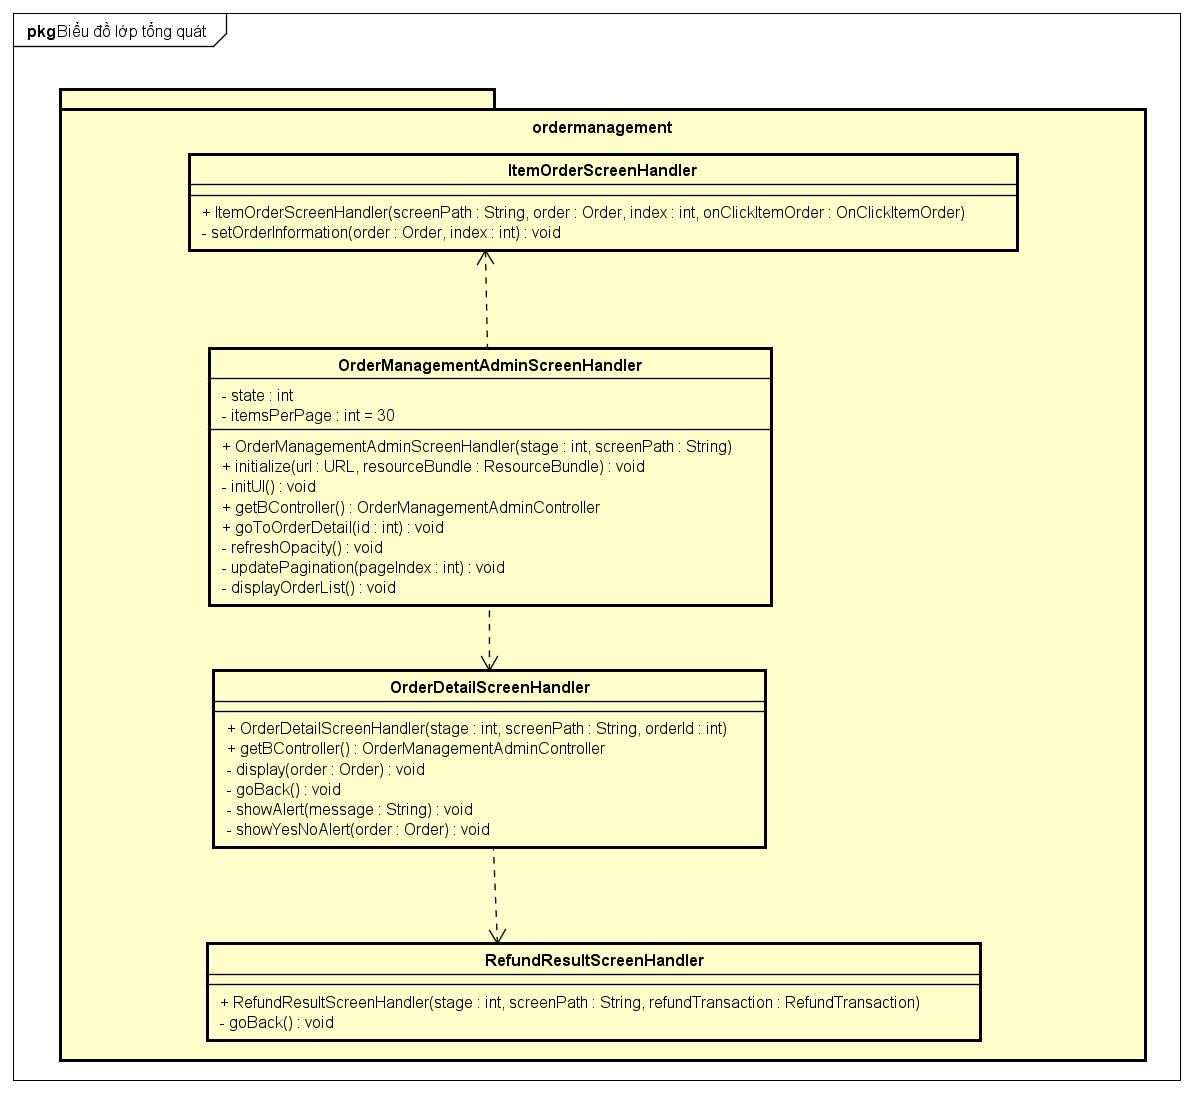 pkg Biểu đồ lớp tổng quát
ordermanagement
ItemOrderScreenHandler
+ ItemOrderScreenHandler(screenPath : String, order : Order, index : int, onClickItemOrder : OnClickItemOrder)
- setOrderInformation(order : Order, index : int) : void
OrderManagementAdminScreenHandler
- state : int
- itemsPerPage : int = 30
+ OrderManagementAdminScreenHandler(stage : int, screenPath : String)
+ initialize(url : URL, resourceBundle : ResourceBundle) : void
- initUI() : void
+ getBController() : OrderManagementAdminController
+ goToOrderDetail(id : int) : void
- refreshOpacity() : void
- updatePagination(pageIndex : int) : void
- displayOrderList() : void
OrderDetailScreenHandler
+ OrderDetailScreenHandler(stage : int, screenPath : String, orderId : int)
+ getBController() : OrderManagementAdminController
- display(order : Order) : void
- goBack() : void
- showAlert(message : String) : void
- showYesNoAlert(order : Order) : void
RefundResultScreenHandler
+ RefundResultScreenHandler(stage : int, screenPath : String, refundTransaction : RefundTransaction)
- goBack() : void